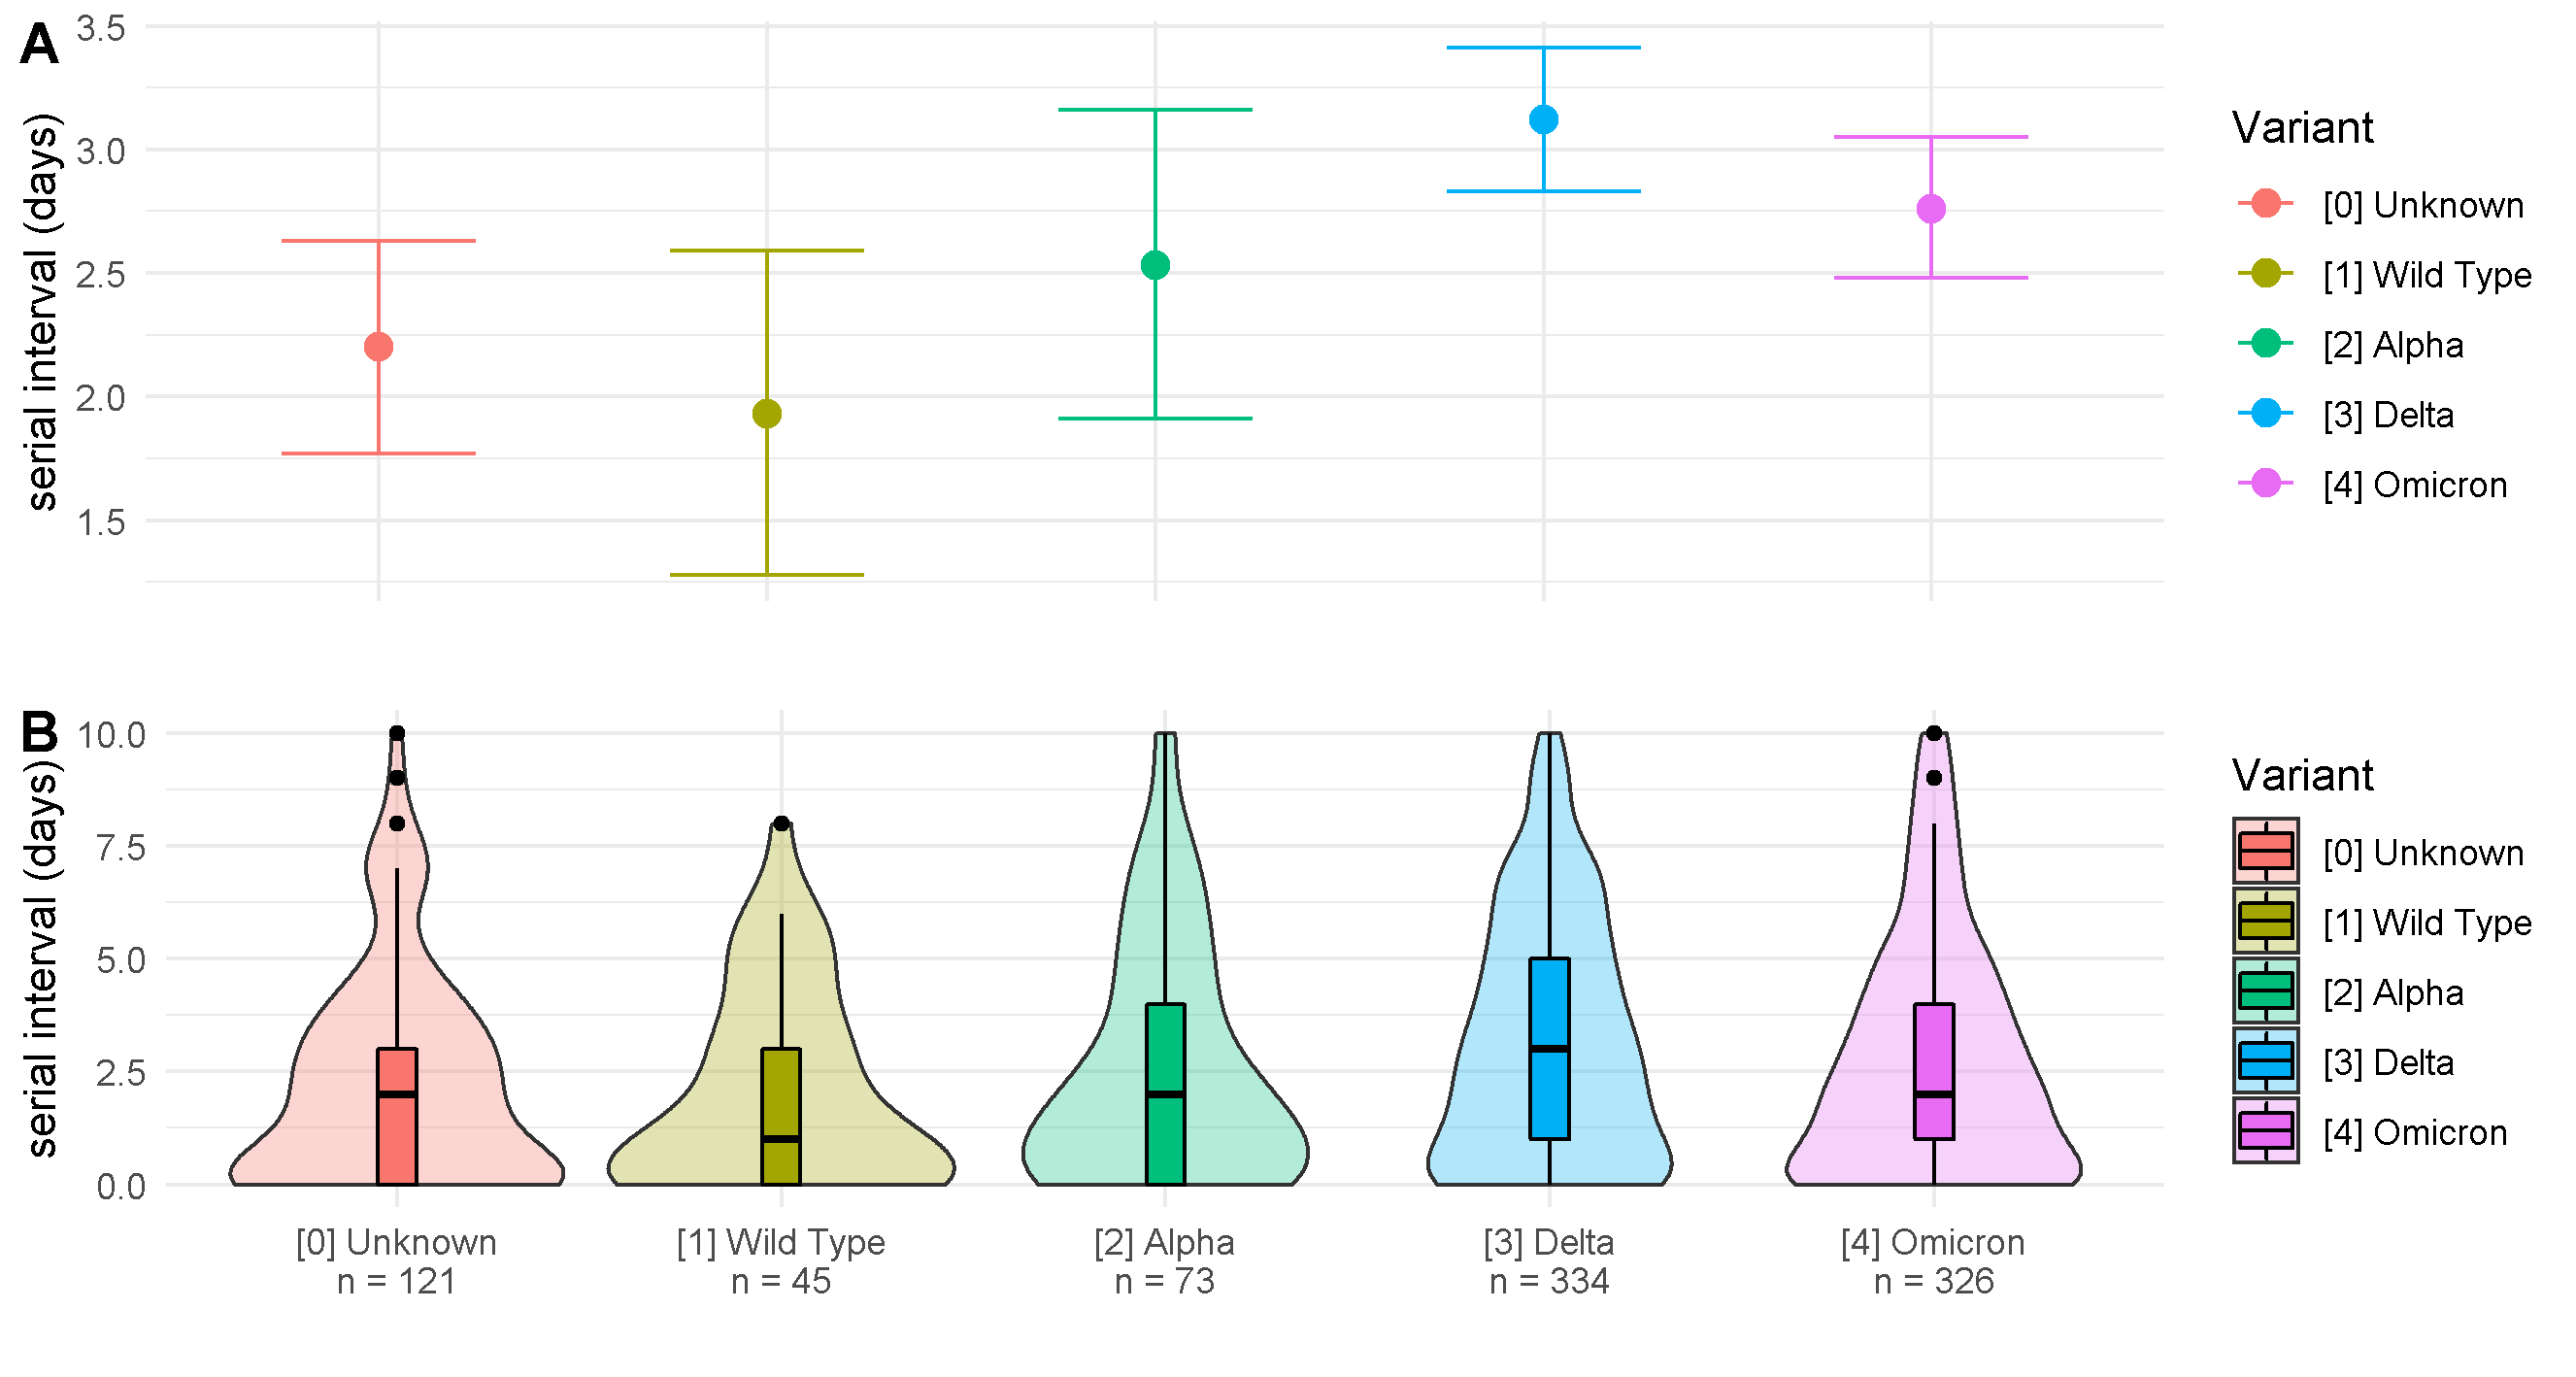 A
serial interval (days)
3.5
3.0
2.5
2.0
1.5
Variant
[0] Unknown
[1] Wild Type
[2] Alpha
[3] Delta
[4] Omicron
B
serial interval (days)
10.0
7.5
5.0
2.5
0.0
[0] Unknown
n = 121
[1] Wild Type
n = 45
[2] Alpha
n = 73
[3] Delta
n = 334
[4] Omicron
n = 326
Variant
[0] Unknown
[1] Wild Type
[2] Alpha
[3] Delta
[4] Omicron